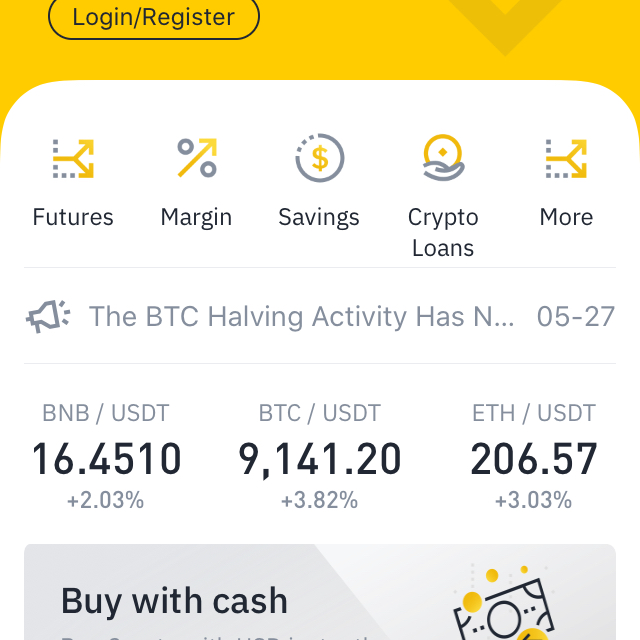 Login/Register
Futures
Margin
Savings
Crypto
Loans
More
The BTC Halving Activity Has N... 05-27
BNB / USDT
BTC / USDT
ETH / USDT
16.4510
9,141.20
206.57
+2.03%
+3.82%
+3.03%
Buy with cash